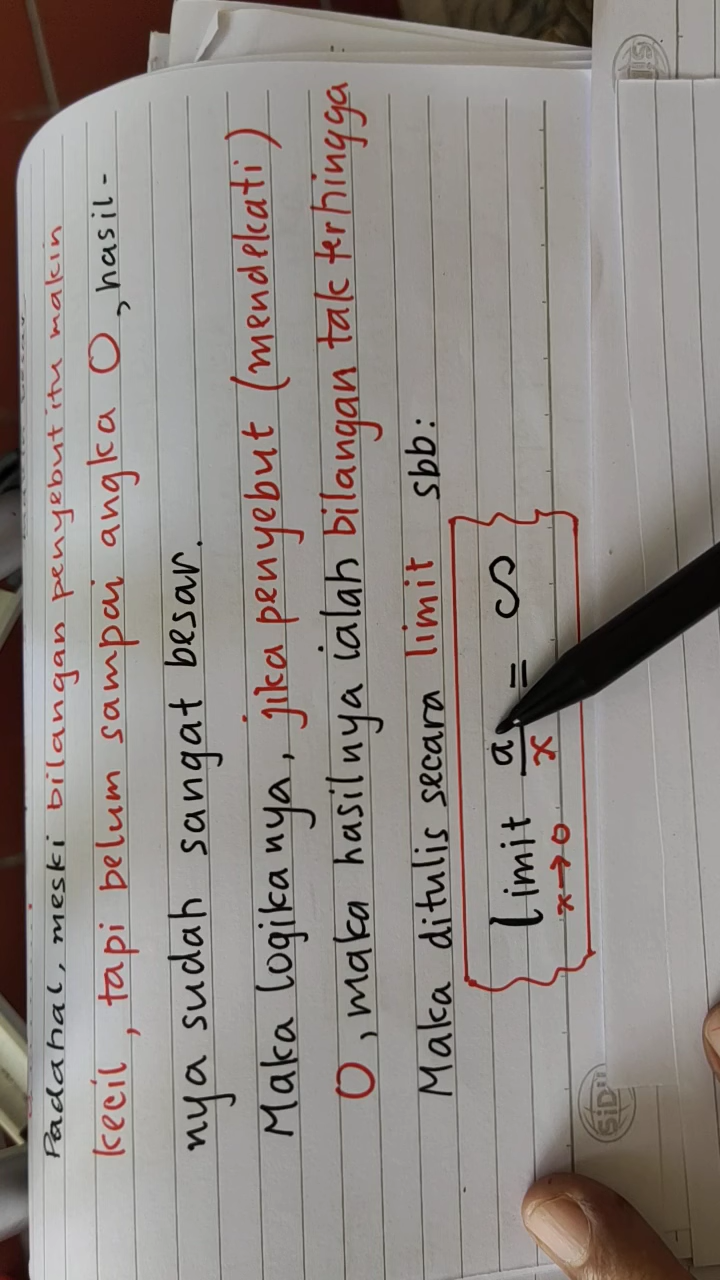 Padahal, meski bilangan penyebut itu makin
kecil, tapi belum sampai angka 0, hasil-
nya sudah sangat besar.
Maka logikanya, jika penyebut (mendekati)
0, maka hasilnya ialah bilangan tak terhingga
Maka ditulis secara limit sbb:
limit a/x = ∞
x→0
SiDU